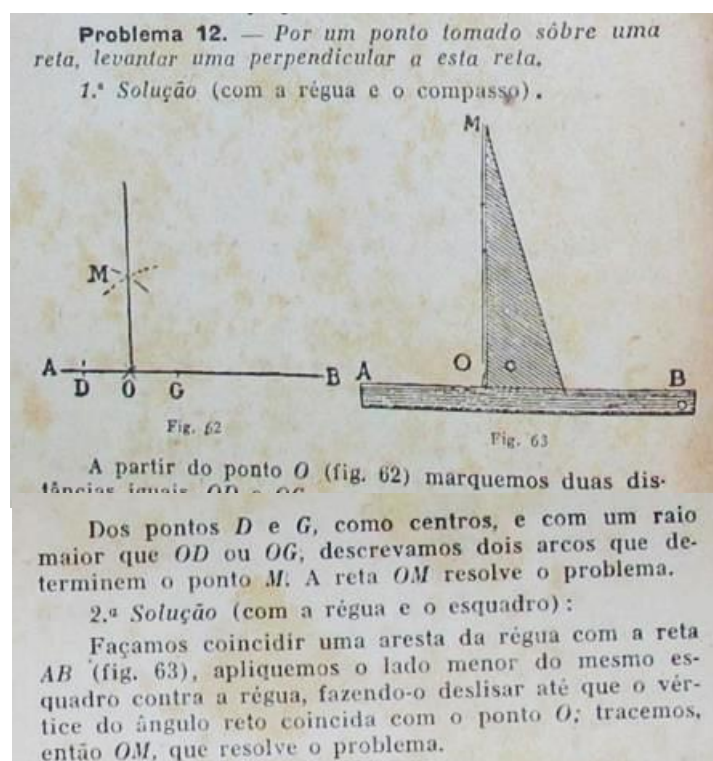 Problema 12. — Por um ponto tomado sôbre uma
reta, levantar uma perpendicular a esta reta.
1.ª Solução (com a régua e o compasso).
M
M
A
D
O
G
B
A
O
B
Fig. 62
Fig. 63
A partir do ponto O (fig. 62) marquemos duas dis-
tâncias iguais OD e OG
Dos pontos D e G, como centros, e com um raio
maior que OD ou OG, descrevamos dois arcos que de-
terminem o ponto M. A reta OM resolve o problema.
2.ª Solução (com a régua e o esquadro):
Façamos coincidir uma aresta da régua com a reta
AB (fig. 63), apliquemos o lado menor do mesmo es-
quadro contra a régua, fazendo-o deslisar até que o vér-
tice do ângulo reto coincida com o ponto O; tracemos,
então OM, que resolve o problema.